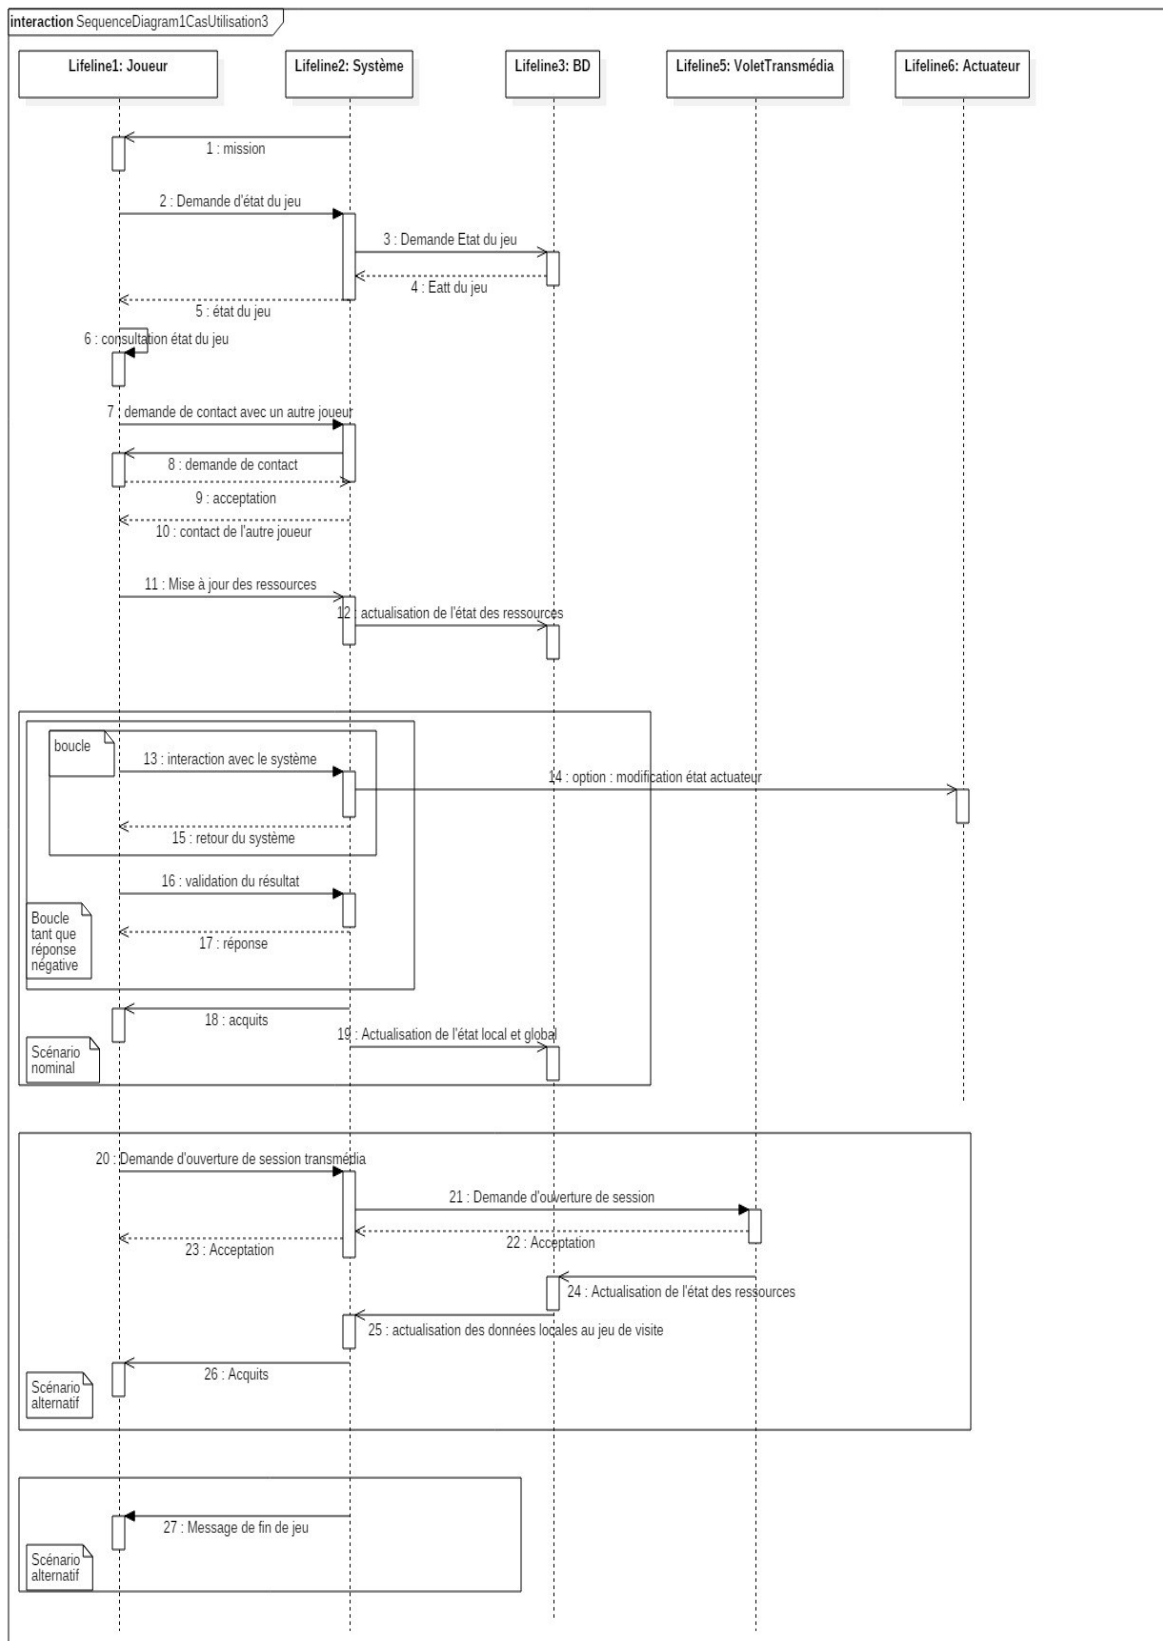 interaction SequenceDiagram1CasUtilisation3
Lifeline1: Joueur
Lifeline2: Système
Lifeline3: BD
Lifeline5: VoletTransmédia
Lifeline6: Actuateur
1 : mission
2 : Demande d'état du jeu
3 : Demande Etat du jeu
4 : Eatt du jeu
5 : état du jeu
6 : consultation état du jeu
7 : demande de contact avec un autre joueur
8 : demande de contact
9 : acceptation
10 : contact de l'autre joueur
11 : Mise à jour des ressources
12 : actualisation de l'état des ressources
boucle
13 : interaction avec le système
14 : option : modification état actuateur
15 : retour du système
16 : validation du résultat
Boucle
tant que
réponse
négative
17 : réponse
18 : acquits
19 : Actualisation de l'état local et global
Scénario
nominal
20 : Demande d'ouverture de session transmédia
21 : Demande d'ouverture de session
22 : Acceptation
23 : Acceptation
24 : Actualisation de l'état des ressources
25 : actualisation des données locales au jeu de visite
26 : Acquits
Scénario
alternatif
27 : Message de fin de jeu
Scénario
alternatif